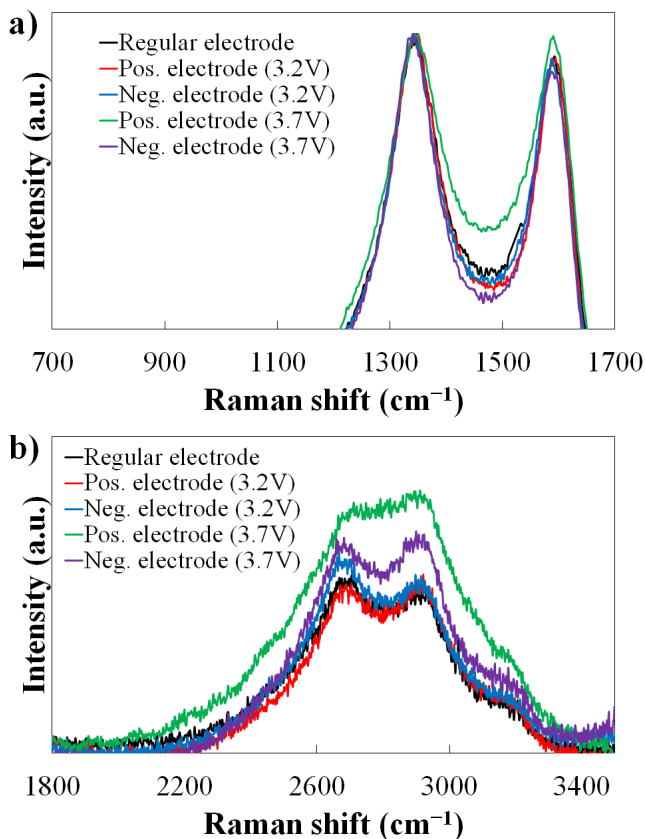 a)
Regular electrode
Pos. electrode (3.2V)
Neg. electrode (3.2V)
Pos. electrode (3.7V)
Neg. electrode (3.7V)
Intensity (a.u.)
700 900 1100 1300 1500 1700
Raman shift (cm⁻¹)
b)
Regular electrode
Pos. electrode (3.2V)
Neg. electrode (3.2V)
Pos. electrode (3.7V)
Neg. electrode (3.7V)
Intensity (a.u.)
1800 2200 2600 3000 3400
Raman shift (cm⁻¹)